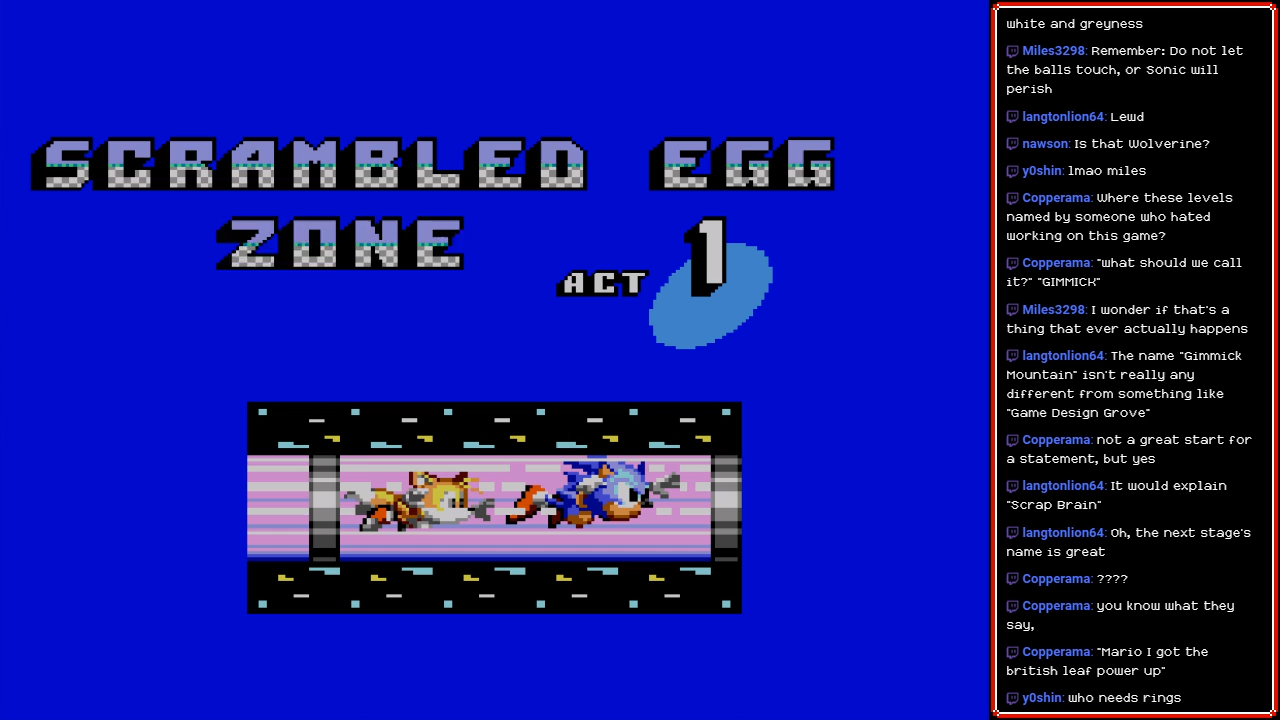 SCRAMBLED EGG
ZONE
ACT 1
white and greyness
Miles3298: Remember: Do not let
the balls touch, or Sonic will
perish
langtonlion64: Lewd
nawson: Is that Wolverine?
y0shin: lmao miles
Copperama: Where these levels
named by someone who hated
working on this game?
Copperama: "What should we call
it?" "GIMMICK"
Miles3298: I wonder if that's a
thing that ever actually happens
langtonlion64: The name "Gimmick
Mountain" isn't really any
different from something like
"Game Design Grove"
Copperama: not a great start for
a statement, but yes
langtonlion64: It would explain
"Scrap Brain"
langtonlion64: Oh, the next stage's
name is great
Copperama: ????
Copperama: you know what they
say,
Copperama: "Mario I got the
british leaf power up"
y0shin: who needs rings